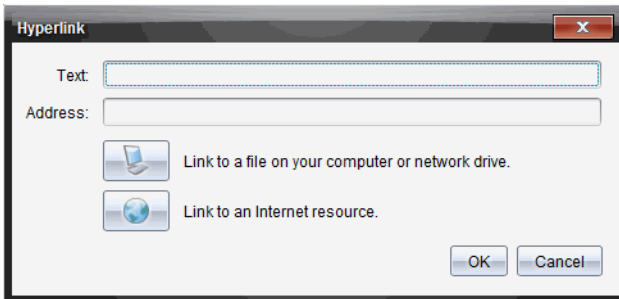 Hyperlink
Text:
Address:
Link to a file on your computer or network drive.
Link to an Internet resource.
OK Cancel